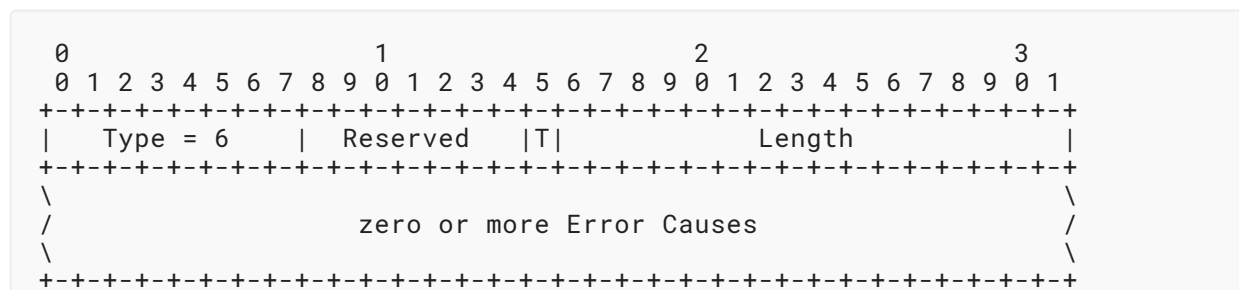 0                   1                   2                   3
 0 1 2 3 4 5 6 7 8 9 0 1 2 3 4 5 6 7 8 9 0 1 2 3 4 5 6 7 8 9 0 1
+-+-+-+-+-+-+-+-+-+-+-+-+-+-+-+-+-+-+-+-+-+-+-+-+-+-+-+-+-+-+-+-+
|   Type = 6    |  Reserved   |T|            Length             |
+-+-+-+-+-+-+-+-+-+-+-+-+-+-+-+-+-+-+-+-+-+-+-+-+-+-+-+-+-+-+-+-+
\                                                               \
/                   zero or more Error Causes                   /
\                                                               \
+-+-+-+-+-+-+-+-+-+-+-+-+-+-+-+-+-+-+-+-+-+-+-+-+-+-+-+-+-+-+-+-+